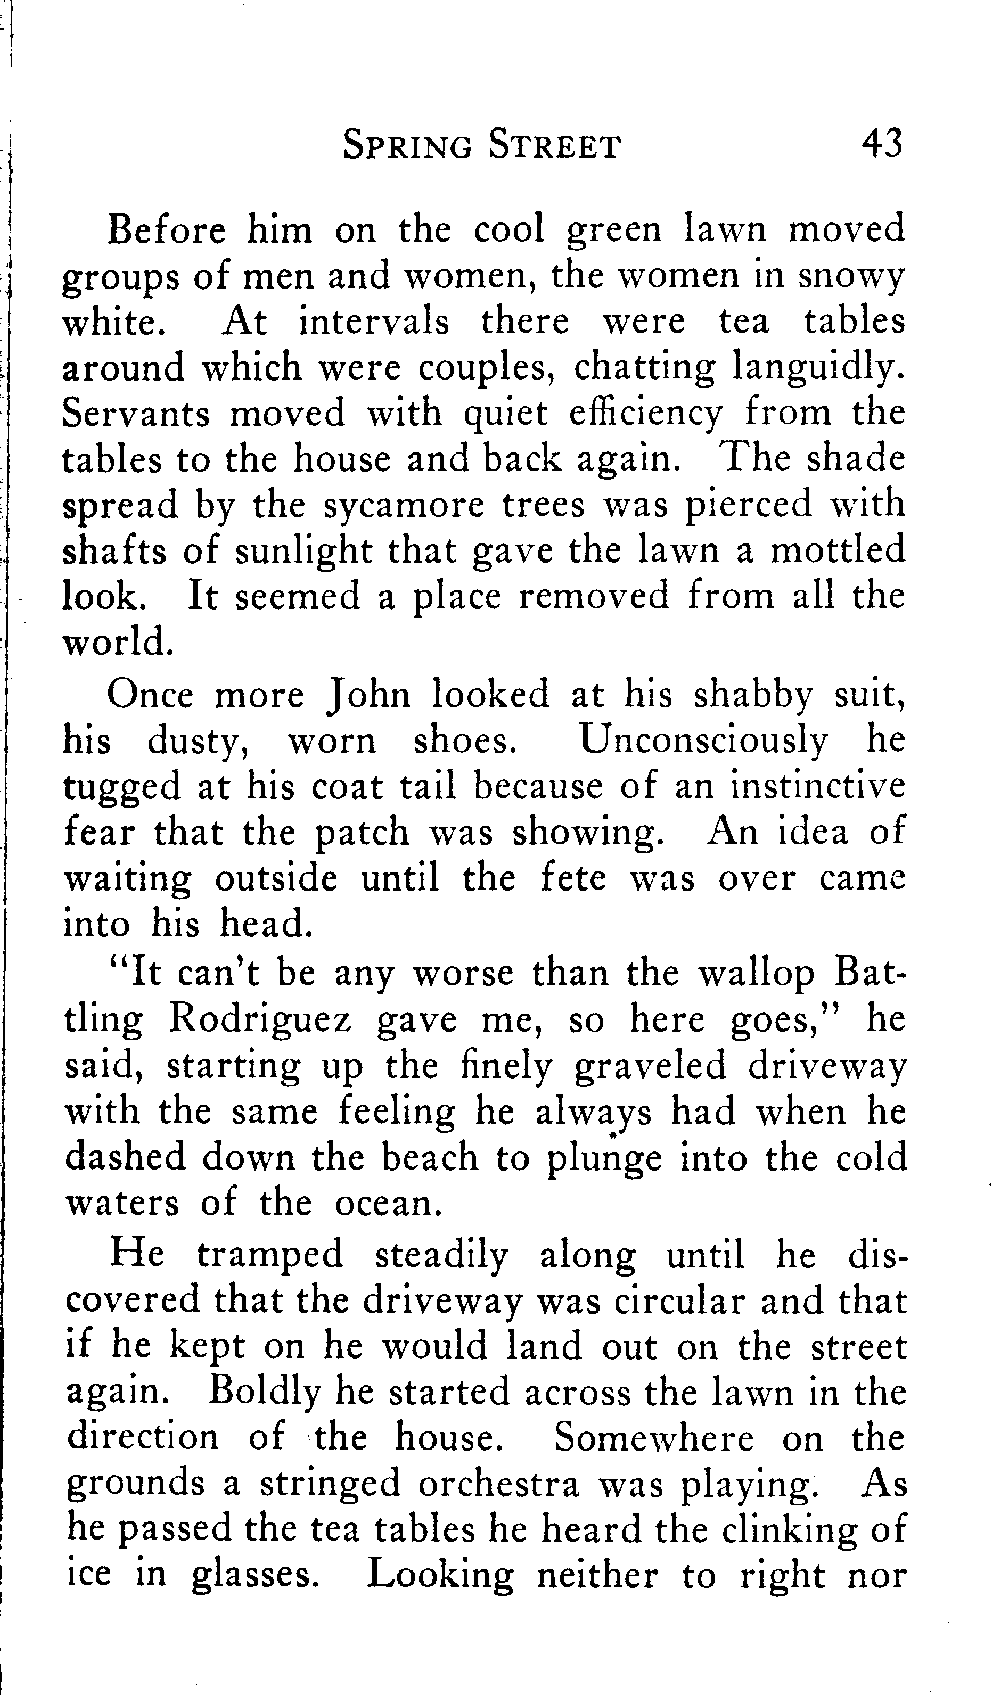 SPRING STREET 43
Before him on the cool green lawn moved
groups of men and women, the women in snowy
white. At intervals there were tea tables
around which were couples, chatting languidly.
Servants moved with quiet efficiency from the
tables to the house and back again. The shade
spread by the sycamore trees was pierced with
shafts of sunlight that gave the lawn a mottled
look. It seemed a place removed from all the
world.
Once more John looked at his shabby suit,
his dusty, worn shoes. Unconsciously he
tugged at his coat tail because of an instinctive
fear that the patch was showing. An idea of
waiting outside until the fete was over came
into his head.
"It can't be any worse than the wallop Bat-
tling Rodriguez gave me, so here goes," he
said, starting up the finely graveled driveway
with the same feeling he always had when he
dashed down the beach to plunge into the cold
waters of the ocean.
He tramped steadily along until he dis-
covered that the driveway was circular and that
if he kept on he would land out on the street
again. Boldly he started across the lawn in the
direction of the house. Somewhere on the
grounds a stringed orchestra was playing. As
he passed the tea tables he heard the clinking of
ice in glasses. Looking neither to right nor